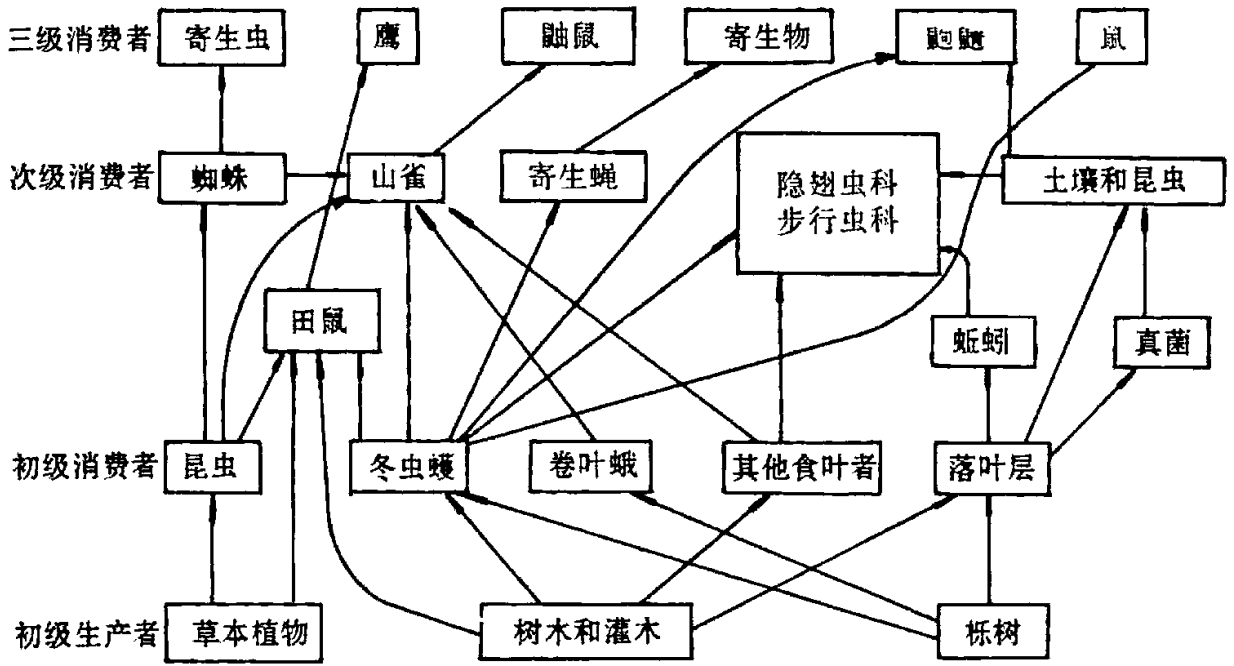 三级消费者 寄生虫 鹰 鼬鼠 寄生物 鼩鼱 鼠
次级消费者 蜘蛛 山雀 寄生蝇 隐翅虫科 土壤和昆虫
步行虫科
田鼠 蚯蚓 真菌
初级消费者 昆虫 冬虫蠖 卷叶蛾 其他食叶者 落叶层
初级生产者 草本植物 树木和灌木 栎树